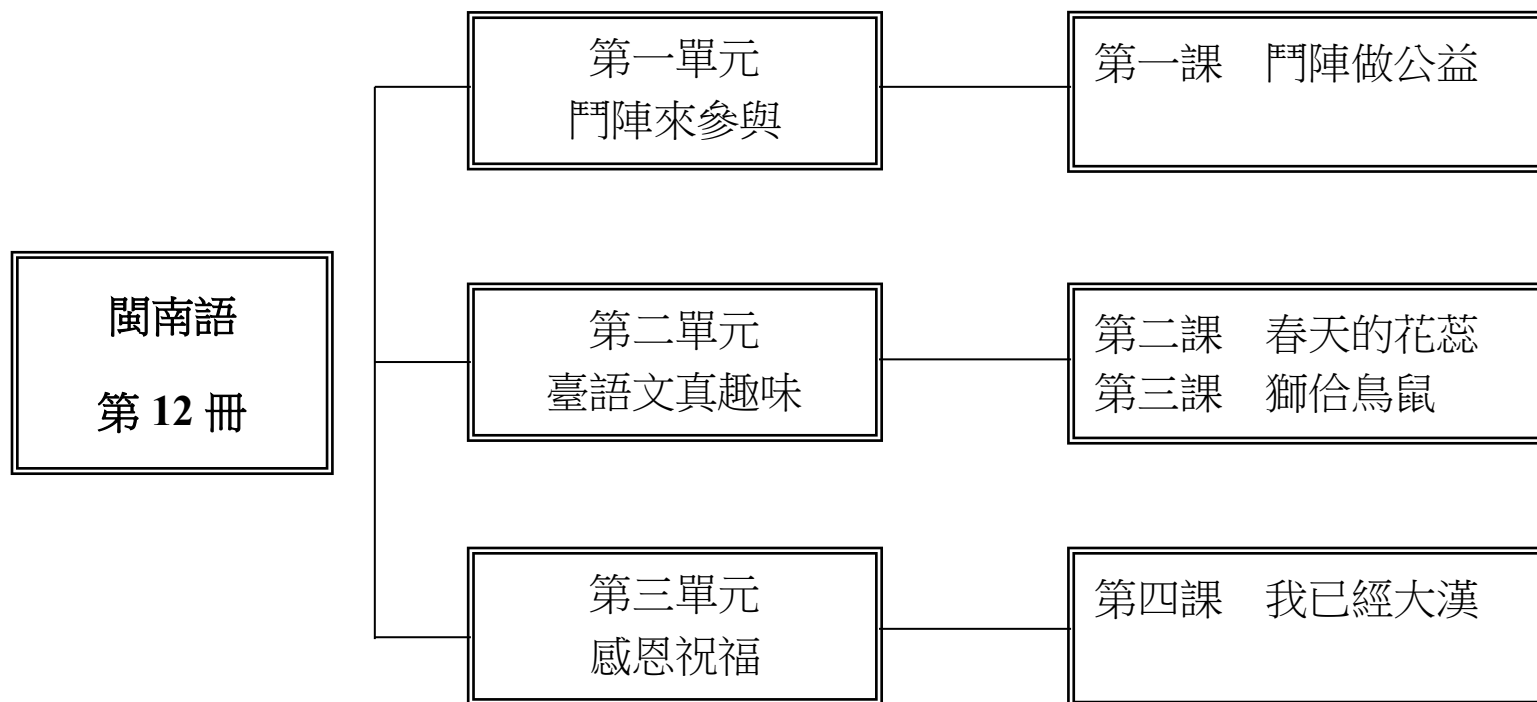 閩南語
第 12 冊
第一單元
鬥陣來參與
第一課　鬥陣做公益
第二單元
臺語文真趣味
第二課　春天的花蕊
第三課　獅佮鳥鼠
第三單元
感恩祝福
第四課　我已經大漢